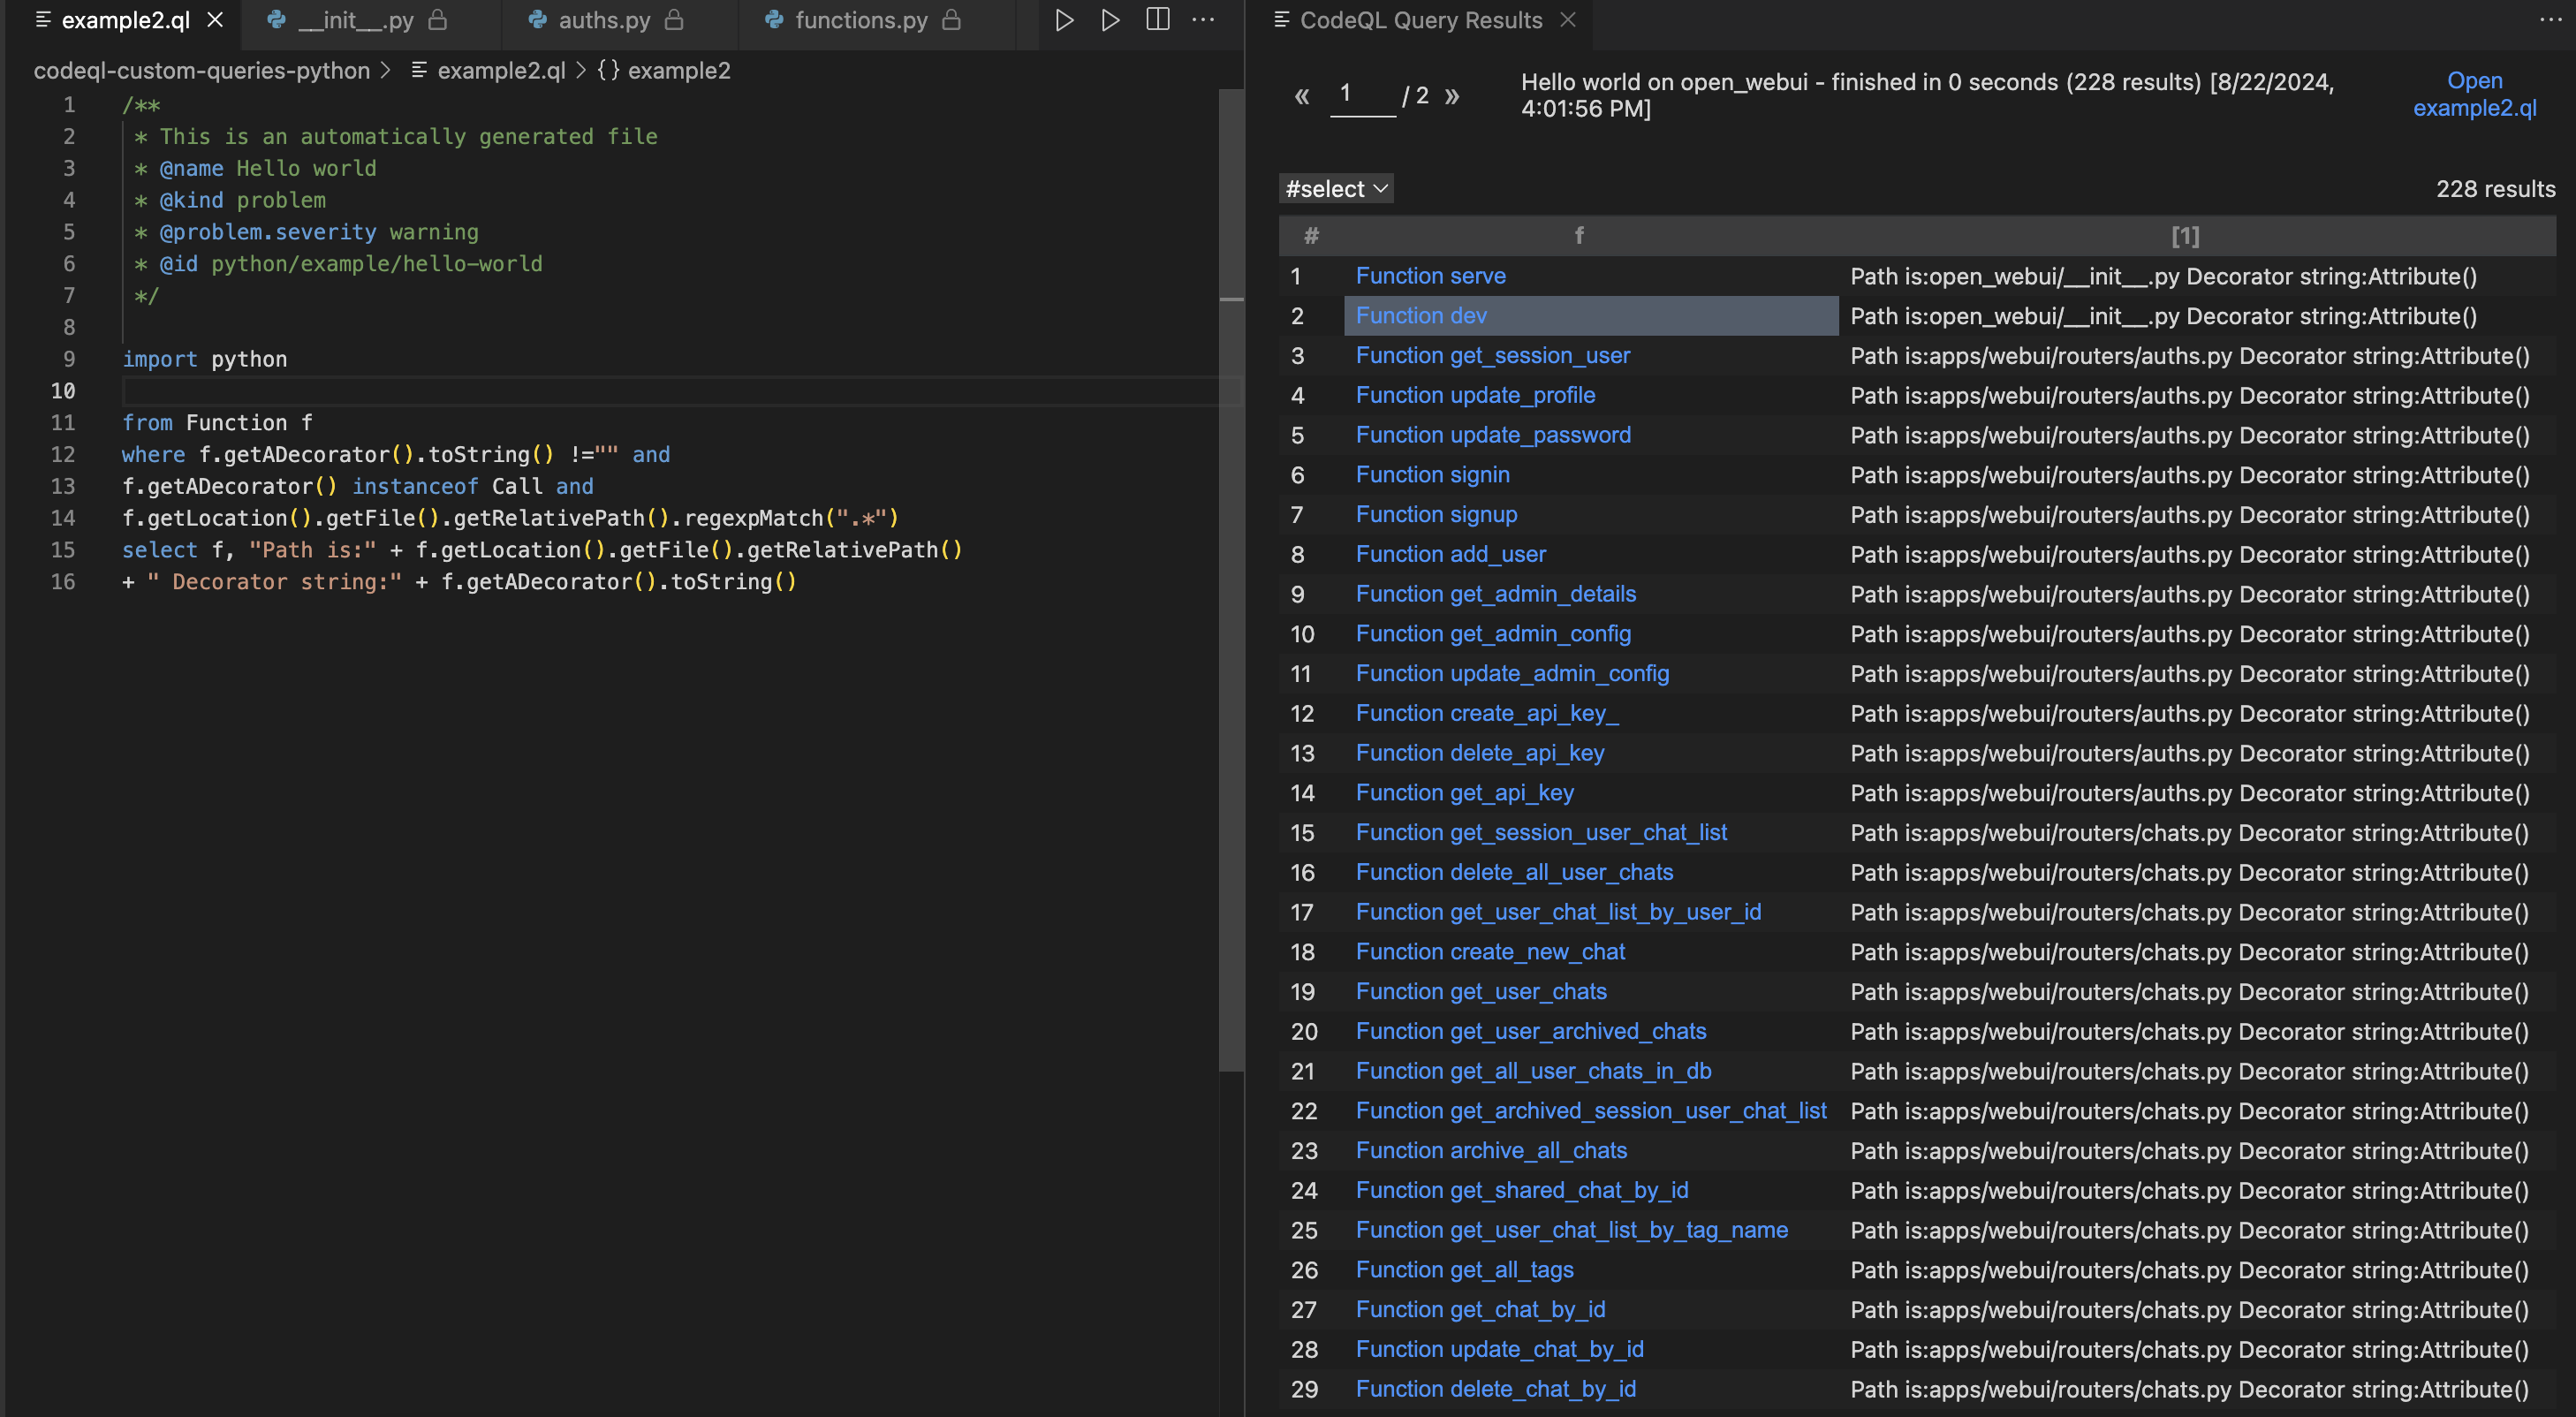 example2.ql
__init__.py
auths.py
functions.py
codeql-custom-queries-python > example2.ql > {} example2
1 /**
2 * This is an automatically generated file
3 * @name Hello world
4 * @kind problem
5 * @problem.severity warning
6 * @id python/example/hello-world
7 */
8
9 import python
10
11 from Function f
12 where f.getADecorator().toString() !="" and
13 f.getADecorator() instanceof Call and
14 f.getLocation().getFile().getRelativePath().regexpMatch(".*")
15 select f, "Path is:" + f.getLocation().getFile().getRelativePath()
16 + " Decorator string:" + f.getADecorator().toString()
CodeQL Query Results
« 1 / 2 »
Hello world on open_webui - finished in 0 seconds (228 results) [8/22/2024,
4:01:56 PM]
Open
example2.ql
#select
228 results
# f [1]
1 Function serve Path is:open_webui/__init__.py Decorator string:Attribute()
2 Function dev Path is:open_webui/__init__.py Decorator string:Attribute()
3 Function get_session_user Path is:apps/webui/routers/auths.py Decorator string:Attribute()
4 Function update_profile Path is:apps/webui/routers/auths.py Decorator string:Attribute()
5 Function update_password Path is:apps/webui/routers/auths.py Decorator string:Attribute()
6 Function signin Path is:apps/webui/routers/auths.py Decorator string:Attribute()
7 Function signup Path is:apps/webui/routers/auths.py Decorator string:Attribute()
8 Function add_user Path is:apps/webui/routers/auths.py Decorator string:Attribute()
9 Function get_admin_details Path is:apps/webui/routers/auths.py Decorator string:Attribute()
10 Function get_admin_config Path is:apps/webui/routers/auths.py Decorator string:Attribute()
11 Function update_admin_config Path is:apps/webui/routers/auths.py Decorator string:Attribute()
12 Function create_api_key_ Path is:apps/webui/routers/auths.py Decorator string:Attribute()
13 Function delete_api_key Path is:apps/webui/routers/auths.py Decorator string:Attribute()
14 Function get_api_key Path is:apps/webui/routers/auths.py Decorator string:Attribute()
15 Function get_session_user_chat_list Path is:apps/webui/routers/chats.py Decorator string:Attribute()
16 Function delete_all_user_chats Path is:apps/webui/routers/chats.py Decorator string:Attribute()
17 Function get_user_chat_list_by_user_id Path is:apps/webui/routers/chats.py Decorator string:Attribute()
18 Function create_new_chat Path is:apps/webui/routers/chats.py Decorator string:Attribute()
19 Function get_user_chats Path is:apps/webui/routers/chats.py Decorator string:Attribute()
20 Function get_user_archived_chats Path is:apps/webui/routers/chats.py Decorator string:Attribute()
21 Function get_all_user_chats_in_db Path is:apps/webui/routers/chats.py Decorator string:Attribute()
22 Function get_archived_session_user_chat_list Path is:apps/webui/routers/chats.py Decorator string:Attribute()
23 Function archive_all_chats Path is:apps/webui/routers/chats.py Decorator string:Attribute()
24 Function get_shared_chat_by_id Path is:apps/webui/routers/chats.py Decorator string:Attribute()
25 Function get_user_chat_list_by_tag_name Path is:apps/webui/routers/chats.py Decorator string:Attribute()
26 Function get_all_tags Path is:apps/webui/routers/chats.py Decorator string:Attribute()
27 Function get_chat_by_id Path is:apps/webui/routers/chats.py Decorator string:Attribute()
28 Function update_chat_by_id Path is:apps/webui/routers/chats.py Decorator string:Attribute()
29 Function delete_chat_by_id Path is:apps/webui/routers/chats.py Decorator string:Attribute()